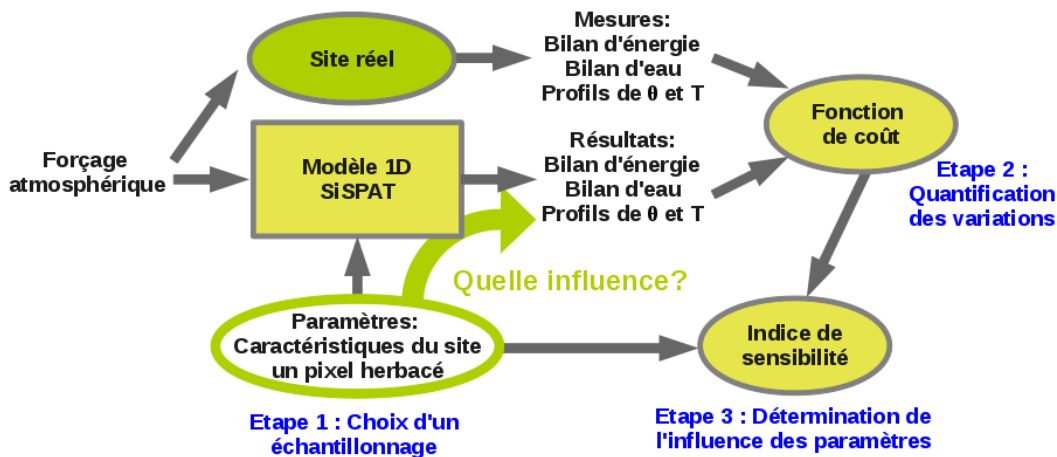 Site réel
Mesures:
Bilan d'énergie
Bilan d'eau
Profils de θ et T
Forçage
atmosphérique
Modèle 1D
SiSPAT
Résultats:
Bilan d'énergie
Bilan d'eau
Profils de θ et T
Fonction
de coût
Etape 2 :
Quantification
des variations
Quelle influence?
Paramètres:
Caractéristiques du site
un pixel herbacé
Indice de
sensibilité
Etape 1 : Choix d'un
échantillonnage
Etape 3 : Détermination de
l'influence des paramètres